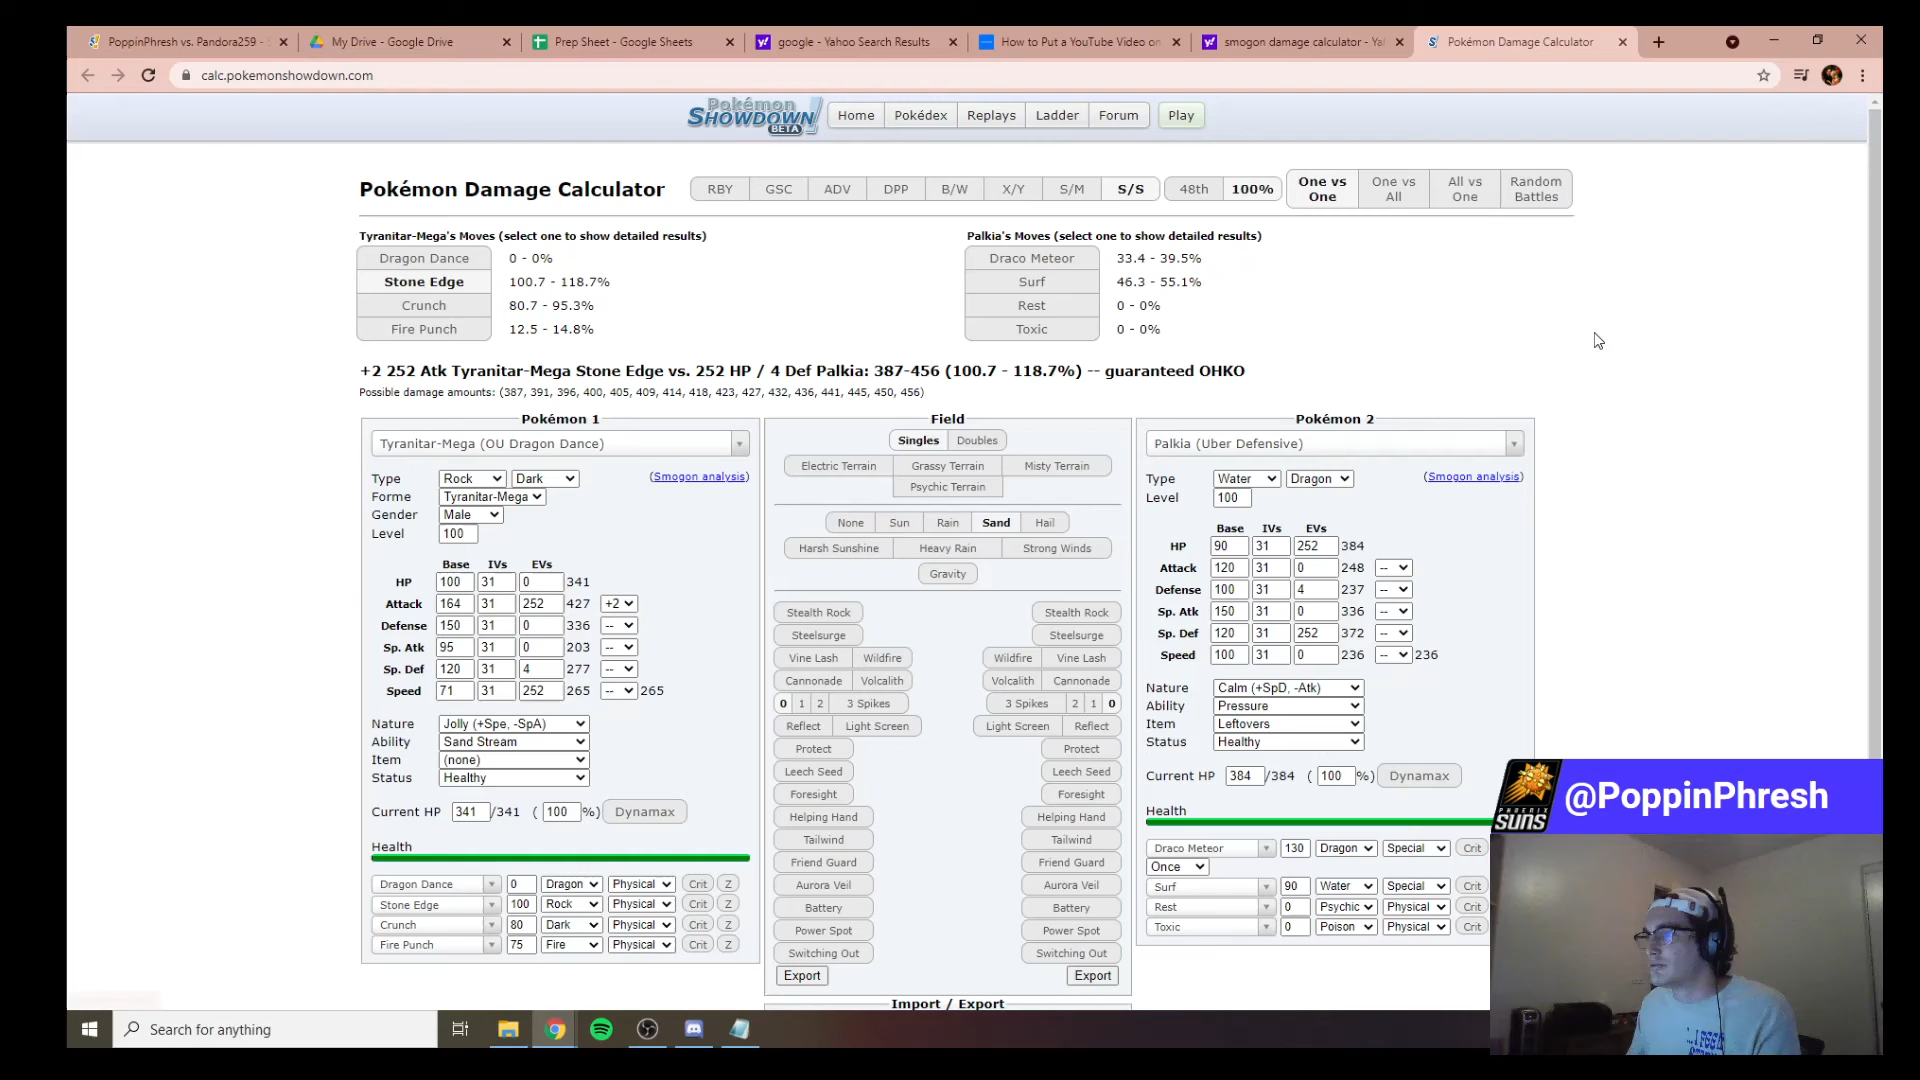 PoppinPhresh vs. Pandora259 - S
My Drive - Google Drive
Prep Sheet - Google Sheets
google - Yahoo Search Results
How to Put a YouTube Video on
smogon damage calculator - Ya
Pokémon Damage Calculator
calc.pokemonshowdown.com
Pokémon SHOWDOWN! BETA
Home Pokédex Replays Ladder Forum Play
Pokémon Damage Calculator
RBY GSC ADV DPP B/W X/Y S/M S/S 48th 100%
One vs One
One vs All
All vs One
Random Battles
Tyranitar-Mega's Moves (select one to show detailed results)
Dragon Dance 0 - 0%
Stone Edge 100.7 - 118.7%
Crunch 80.7 - 95.3%
Fire Punch 12.5 - 14.8%
Palkia's Moves (select one to show detailed results)
Draco Meteor 33.4 - 39.5%
Surf 46.3 - 55.1%
Rest 0 - 0%
Toxic 0 - 0%
+2 252 Atk Tyranitar-Mega Stone Edge vs. 252 HP / 4 Def Palkia: 387-456 (100.7 - 118.7%) -- guaranteed OHKO
Possible damage amounts: (387, 391, 396, 400, 405, 409, 414, 418, 423, 427, 432, 436, 441, 445, 450, 456)
Pokémon 1
Tyranitar-Mega (OU Dragon Dance)
Type Rock Dark (Smogon analysis)
Forme Tyranitar-Mega
Gender Male
Level 100
Base IVs EVs
HP 100 31 0 341
Attack 164 31 252 427 +2
Defense 150 31 0 336 --
Sp. Atk 95 31 0 203 --
Sp. Def 120 31 4 277 --
Speed 71 31 252 265 -- 265
Nature Jolly (+Spe, -SpA)
Ability Sand Stream
Item (none)
Status Healthy
Current HP 341 /341 ( 100 %) Dynamax
Health
Dragon Dance 0 Dragon Physical Crit Z
Stone Edge 100 Rock Physical Crit Z
Crunch 80 Dark Physical Crit Z
Fire Punch 75 Fire Physical Crit Z
Field
Singles Doubles
Electric Terrain Grassy Terrain Misty Terrain
Psychic Terrain
None Sun Rain Sand Hail
Harsh Sunshine Heavy Rain Strong Winds
Gravity
Stealth Rock Stealth Rock
Steelsurge Steelsurge
Vine Lash Wildfire Wildfire Vine Lash
Cannonade Volcalith Volcalith Cannonade
0 1 2 3 Spikes 3 Spikes 2 1 0
Reflect Light Screen Light Screen Reflect
Protect Protect
Leech Seed Leech Seed
Foresight Foresight
Helping Hand Helping Hand
Tailwind Tailwind
Friend Guard Friend Guard
Aurora Veil Aurora Veil
Battery Battery
Power Spot Power Spot
Switching Out Switching Out
Export Export
Import / Export
Pokémon 2
Palkia (Uber Defensive)
Type Water Dragon (Smogon analysis)
Level 100
Base IVs EVs
HP 90 31 252 384
Attack 120 31 0 248 --
Defense 100 31 4 237 --
Sp. Atk 150 31 0 336 --
Sp. Def 120 31 252 372 --
Speed 100 31 0 236 -- 236
Nature Calm (+SpD, -Atk)
Ability Pressure
Item Leftovers
Status Healthy
Current HP 384 /384 ( 100 %) Dynamax
Health
Draco Meteor 130 Dragon Special Crit
Once
Surf 90 Water Special Crit
Rest 0 Psychic Physical Crit
Toxic 0 Poison Physical Crit
PHOENIX SUNS
@PoppinPhresh
Search for anything